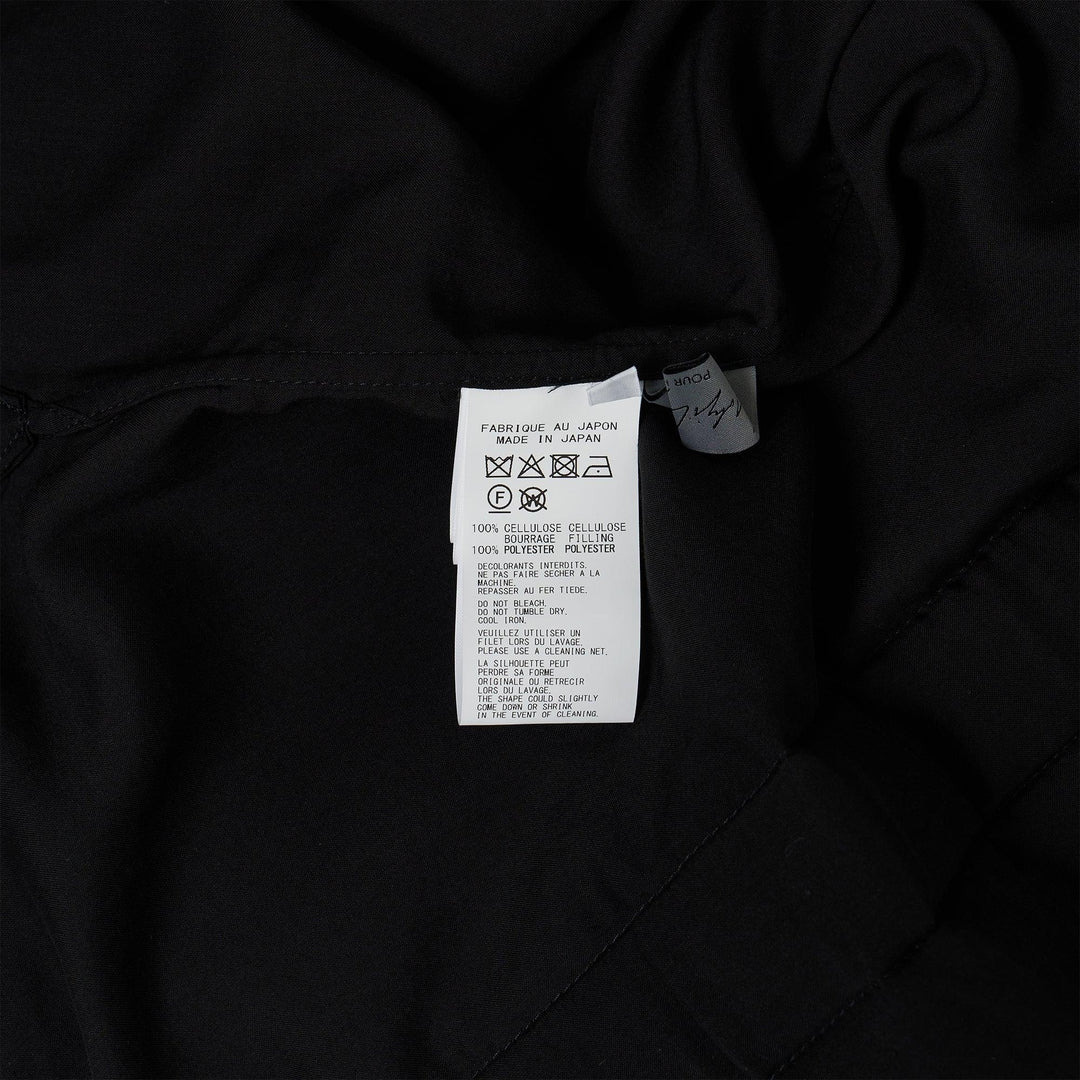 FABRIQUE AU JAPON
MADE IN JAPAN
F
W
100% CELLULOSE CELLULOSE
BOURRAGE FILLING
100% POLYESTER POLYESTER
DECOLORANTS INTERDITS.
NE PAS FAIRE SECHER A LA
MACHINE.
REPASSER AU FER TIEDE.
DO NOT BLEACH.
DO NOT TUMBLE DRY.
COOL IRON.
VEUILLEZ UTILISER UN
FILET LORS DU LAVAGE.
PLEASE USE A CLEANING NET.
LA SILHOUETTE PEUT
PERDRE SA FORME
ORIGINALE OU RETRECIR
LORS DU LAVAGE.
THE SHAPE COULD SLIGHTLY
COME DOWN OR SHRINK
IN THE EVENT OF CLEANING.
POUR